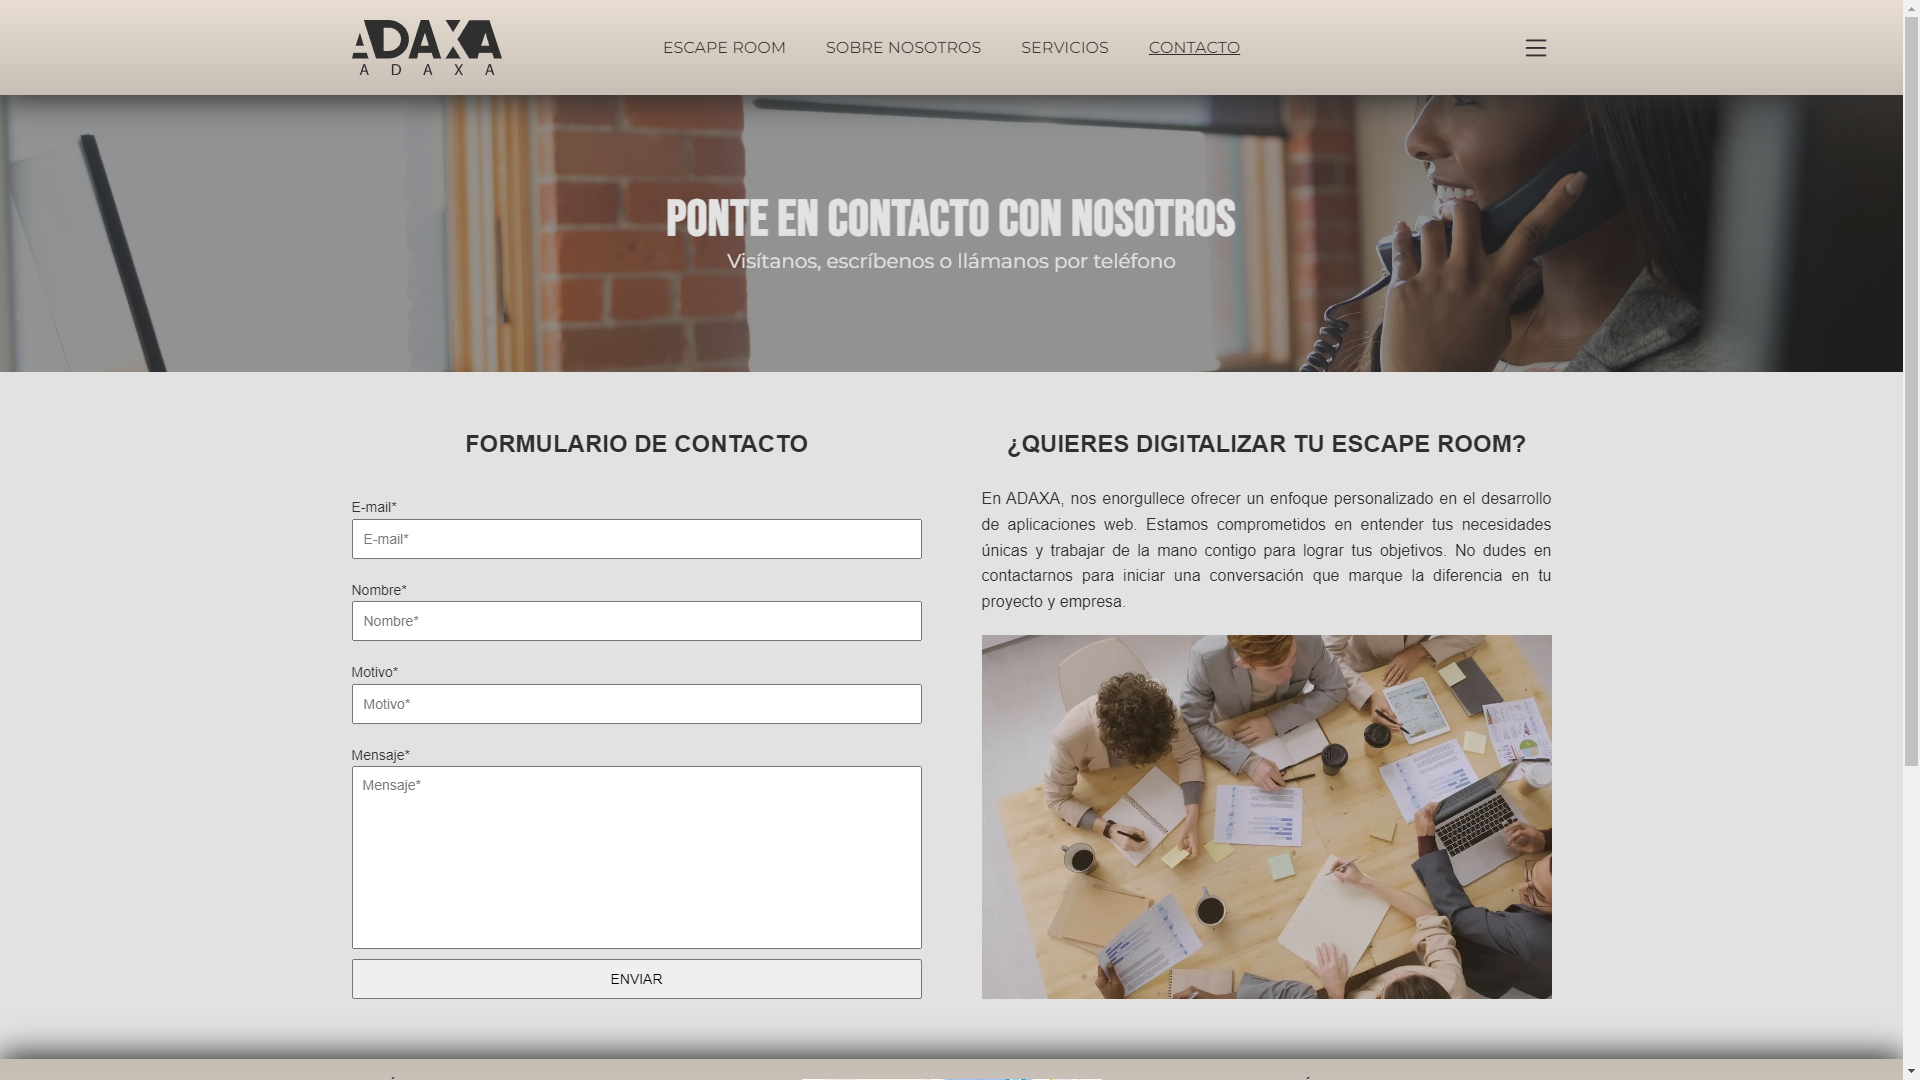 ADAXA
ADAXA
ESCAPE ROOM
SOBRE NOSOTROS
SERVICIOS
CONTACTO
PONTE EN CONTACTO CON NOSOTROS
Visítanos, escríbenos o llámanos por teléfono
FORMULARIO DE CONTACTO
E-mail*
E-mail*
Nombre*
Nombre*
Motivo*
Motivo*
Mensaje*
Mensaje*
ENVIAR
¿QUIERES DIGITALIZAR TU ESCAPE ROOM?
En ADAXA, nos enorgullece ofrecer un enfoque personalizado en el desarrollo
de aplicaciones web. Estamos comprometidos en entender tus necesidades
únicas y trabajar de la mano contigo para lograr tus objetivos. No dudes en
contactarnos para iniciar una conversación que marque la diferencia en tu
proyecto y empresa.